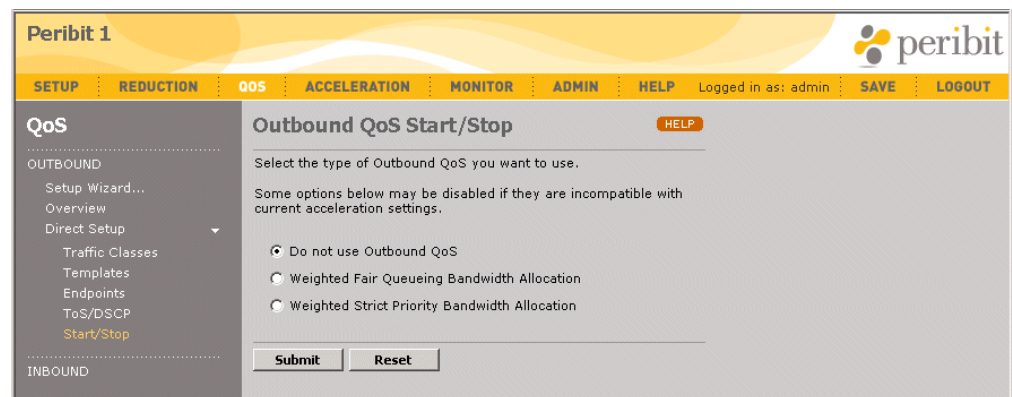 Peribit 1
peribit
SETUP REDUCTION QOS ACCELERATION MONITOR ADMIN HELP Logged in as: admin SAVE LOGOUT
QoS
OUTBOUND
Setup Wizard...
Overview
Direct Setup
Traffic Classes
Templates
Endpoints
ToS/DSCP
Start/Stop
INBOUND
Outbound QoS Start/Stop
HELP
Select the type of Outbound QoS you want to use.
Some options below may be disabled if they are incompatible with
current acceleration settings.
Do not use Outbound QoS
Weighted Fair Queueing Bandwidth Allocation
Weighted Strict Priority Bandwidth Allocation
Submit Reset